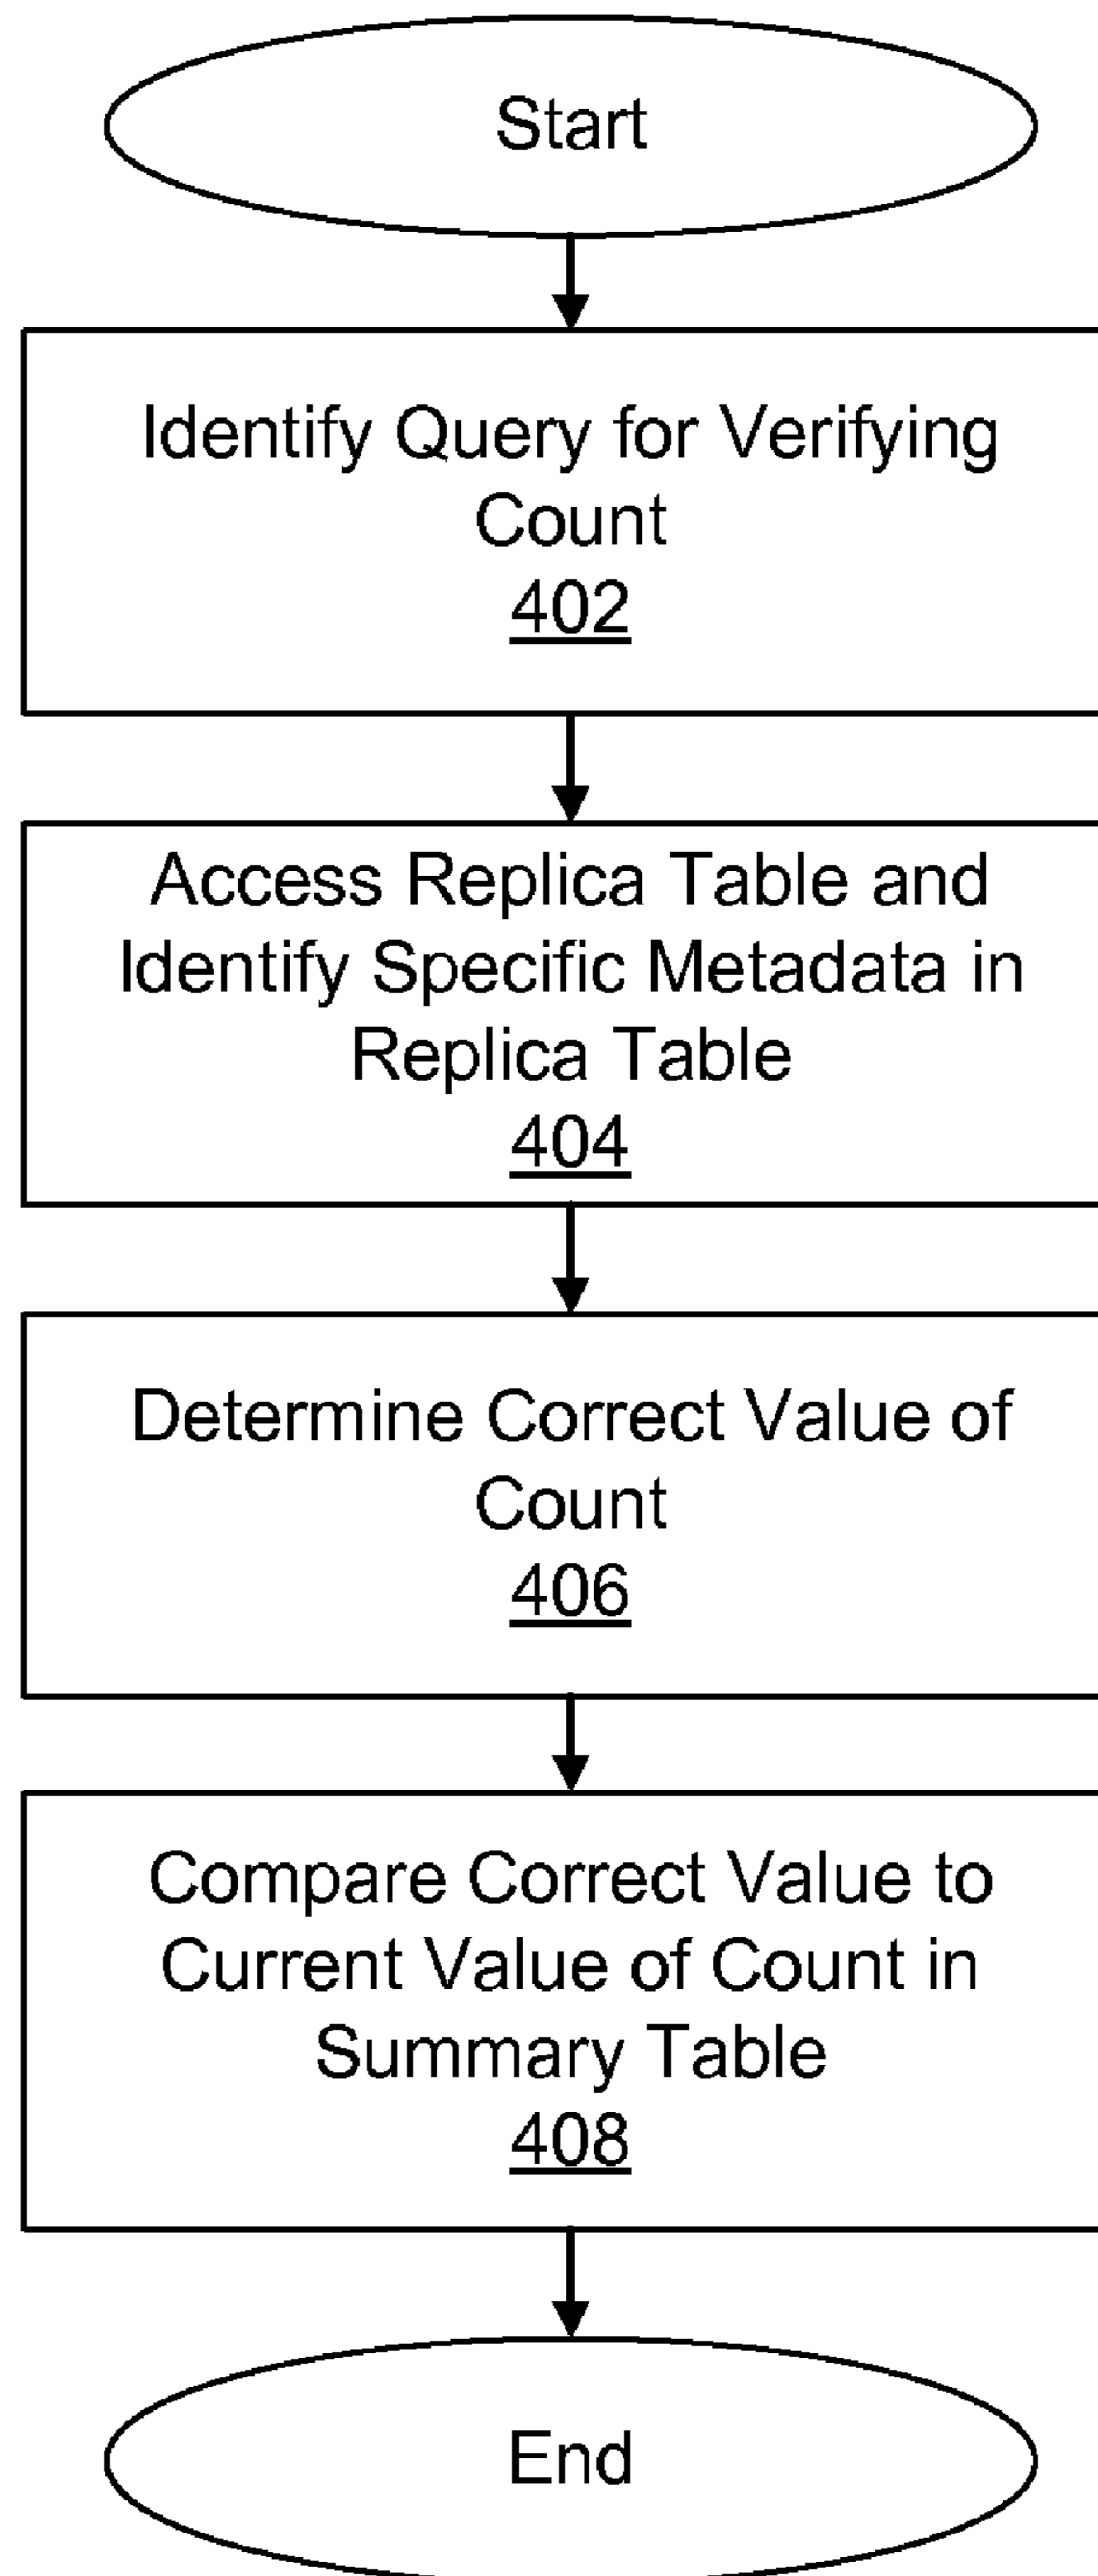 Start
Identify Query for Verifying
Count
402
Access Replica Table and
Identify Specific Metadata in
Replica Table
404
Determine Correct Value of
Count
406
Compare Correct Value to
Current Value of Count in
Summary Table
408
End